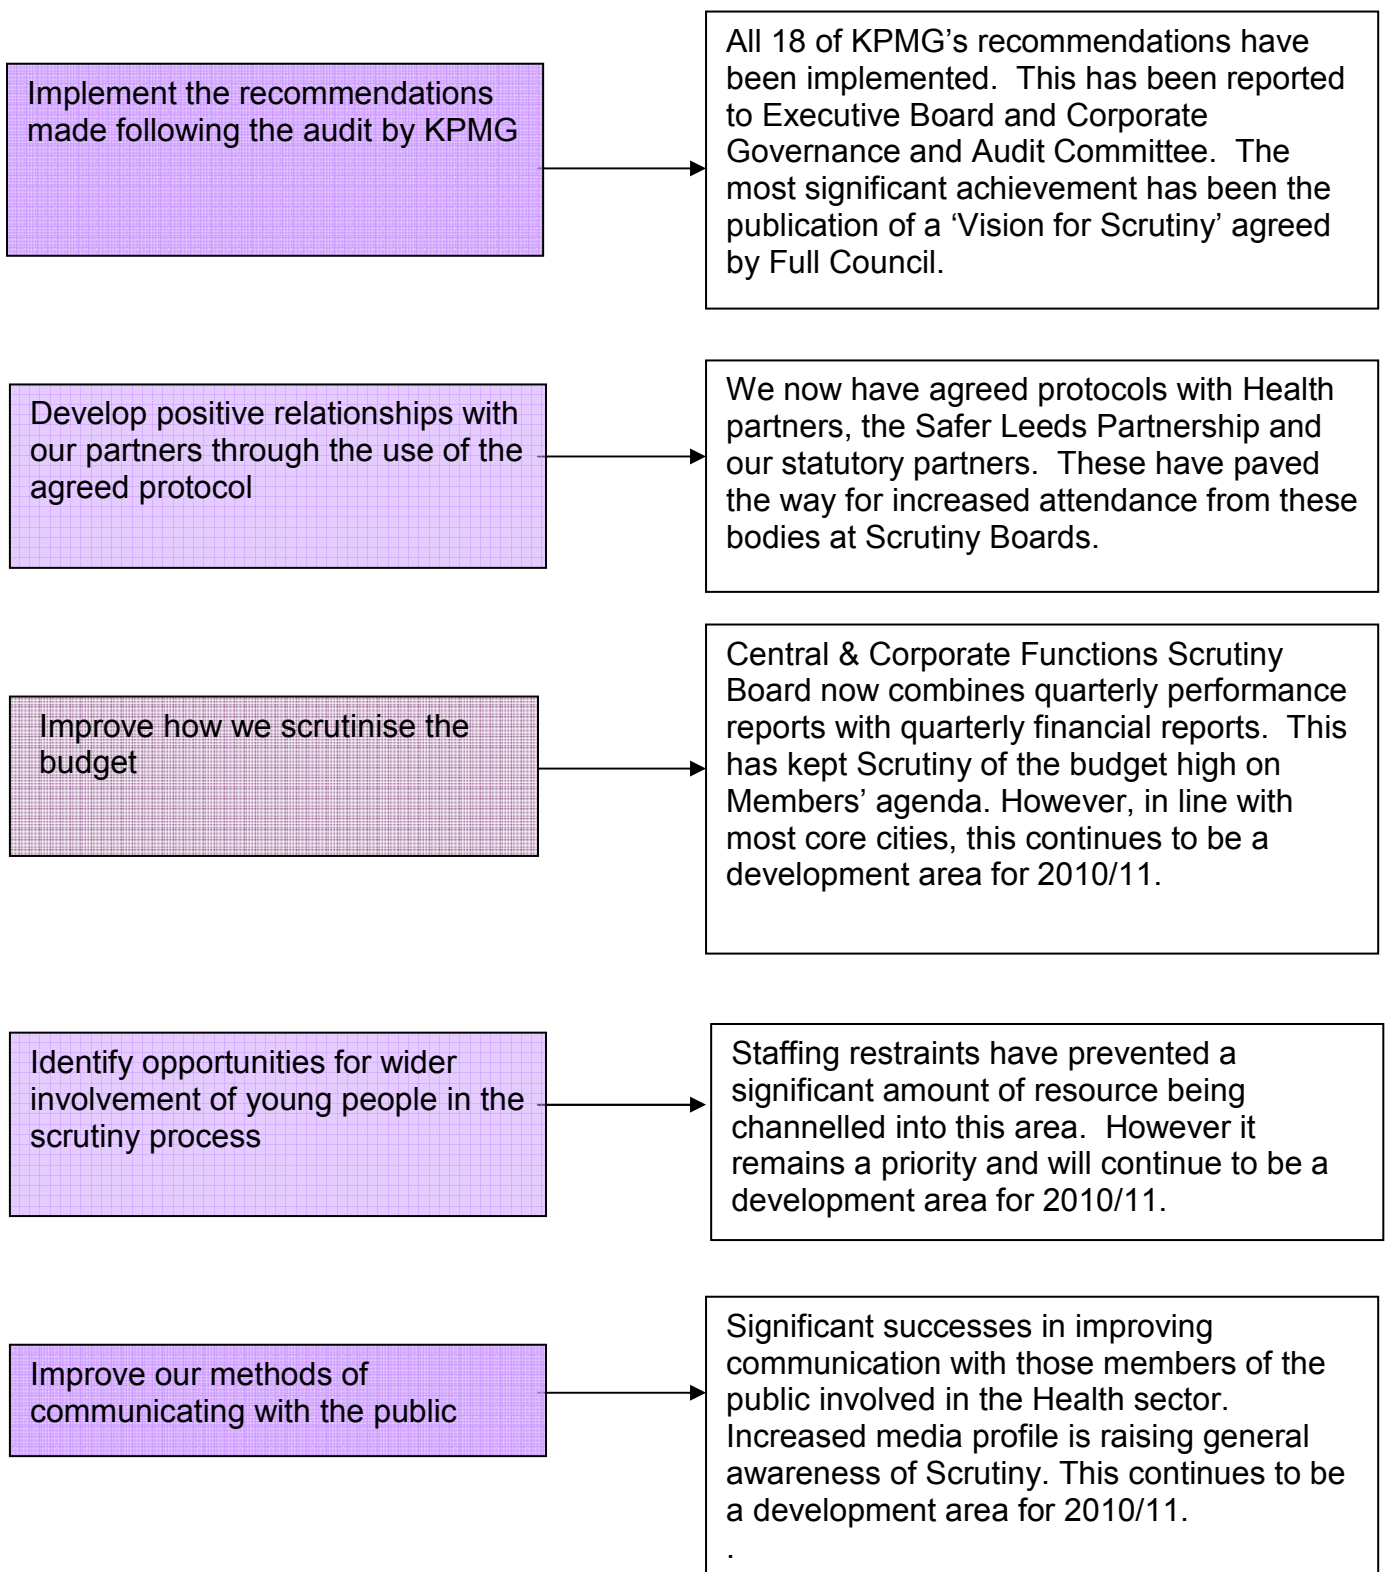 Implement the recommendations
made following the audit by KPMG
All 18 of KPMG’s recommendations have
been implemented.  This has been reported
to Executive Board and Corporate
Governance and Audit Committee.  The
most significant achievement has been the
publication of a ‘Vision for Scrutiny’ agreed
by Full Council.
Develop positive relationships with
our partners through the use of the
agreed protocol
We now have agreed protocols with Health
partners, the Safer Leeds Partnership and
our statutory partners.  These have paved
the way for increased attendance from these
bodies at Scrutiny Boards.
Improve how we scrutinise the
budget
Central & Corporate Functions Scrutiny
Board now combines quarterly performance
reports with quarterly financial reports.  This
has kept Scrutiny of the budget high on
Members’ agenda. However, in line with
most core cities, this continues to be a
development area for 2010/11.
Identify opportunities for wider
involvement of young people in the
scrutiny process
Staffing restraints have prevented a
significant amount of resource being
channelled into this area.  However it
remains a priority and will continue to be a
development area for 2010/11.
Improve our methods of
communicating with the public
Significant successes in improving
communication with those members of the
public involved in the Health sector.
Increased media profile is raising general
awareness of Scrutiny. This continues to be
a development area for 2010/11.
.